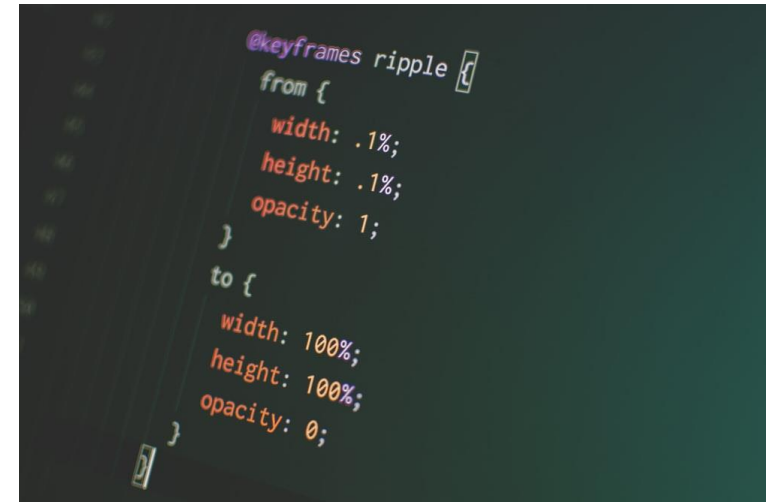 @keyframes ripple {
from {
width: .1%;
height: .1%;
opacity: 1;
}
to {
width: 100%;
height: 100%;
opacity: 0;
}
}